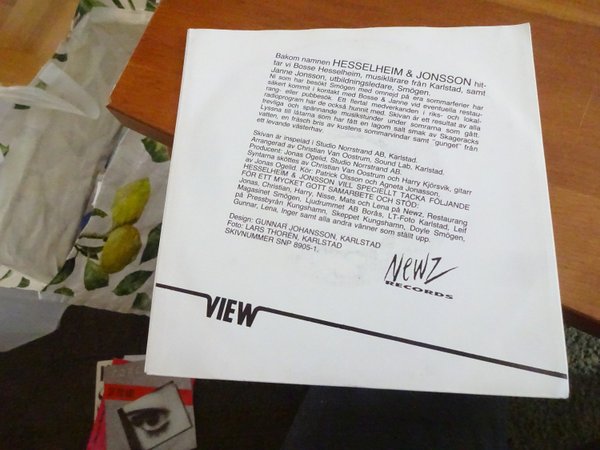 Bakom namnen HESSELHEIM & JONSSON hit-
tar vi Bosse Hesselheim, musiklärare från Karlstad, samt
Janne Jonsson, utbildningsledare, Smögen.
Ni som har besökt Smögen med omnejd på era sommarferier har
säkert kommit i kontakt med Bosse & Janne vid eventuella restau-
rang- eller pubbesök. Ett flertal medverkanden i riks- och lokal-
radioprogram har de också hunnit med. Skivan är ett resultat av alla
trevliga och spännande musikstunder under somrarna som gått.
Lyssna till låtarna som har fått en lagom salt smak av Skageracks
vatten, en fräsch bris av kustens sommarvindar samt "gunget" från
ett levande västerhav.
Skivan är inspelad i Studio Norrstrand AB, Karlstad.
Arrangerad av Christian Van Oostrum, Sound Lab, Karlstad.
Producent: Jonas Ogelid, Studio Norrstrand AB.
Syntarna sköttes av Christian Van Oostrum och Harry Kjörsvik, gitarr
av Jonas Ogelid. Kör: Patrick Olsson och Agneta Jonasson.
HESSELHEIM & JONSSON VILL SPECIELLT TACKA FÖLJANDE
FÖR ETT MYCKET GOTT SAMARBETE OCH STÖD:
Jonas, Christian, Harry, Nisse, Mats och Lena på Newz, Restaurang
Magasinet Smögen, Ljudrummet AB Borås, LT-Foto Karlstad, Leif
på Pressbyrån Kungshamn, Skeppet Kungshamn, Doyle Smögen,
Gunnar, Lena, Inger samt alla andra vänner som ställt upp.
Design: GUNNAR JOHANSSON, KARLSTAD
Foto: LARS THORÉN, KARLSTAD
SKIVNUMMER SNP 8905-1.
NewZ
RECORDS
VIEW